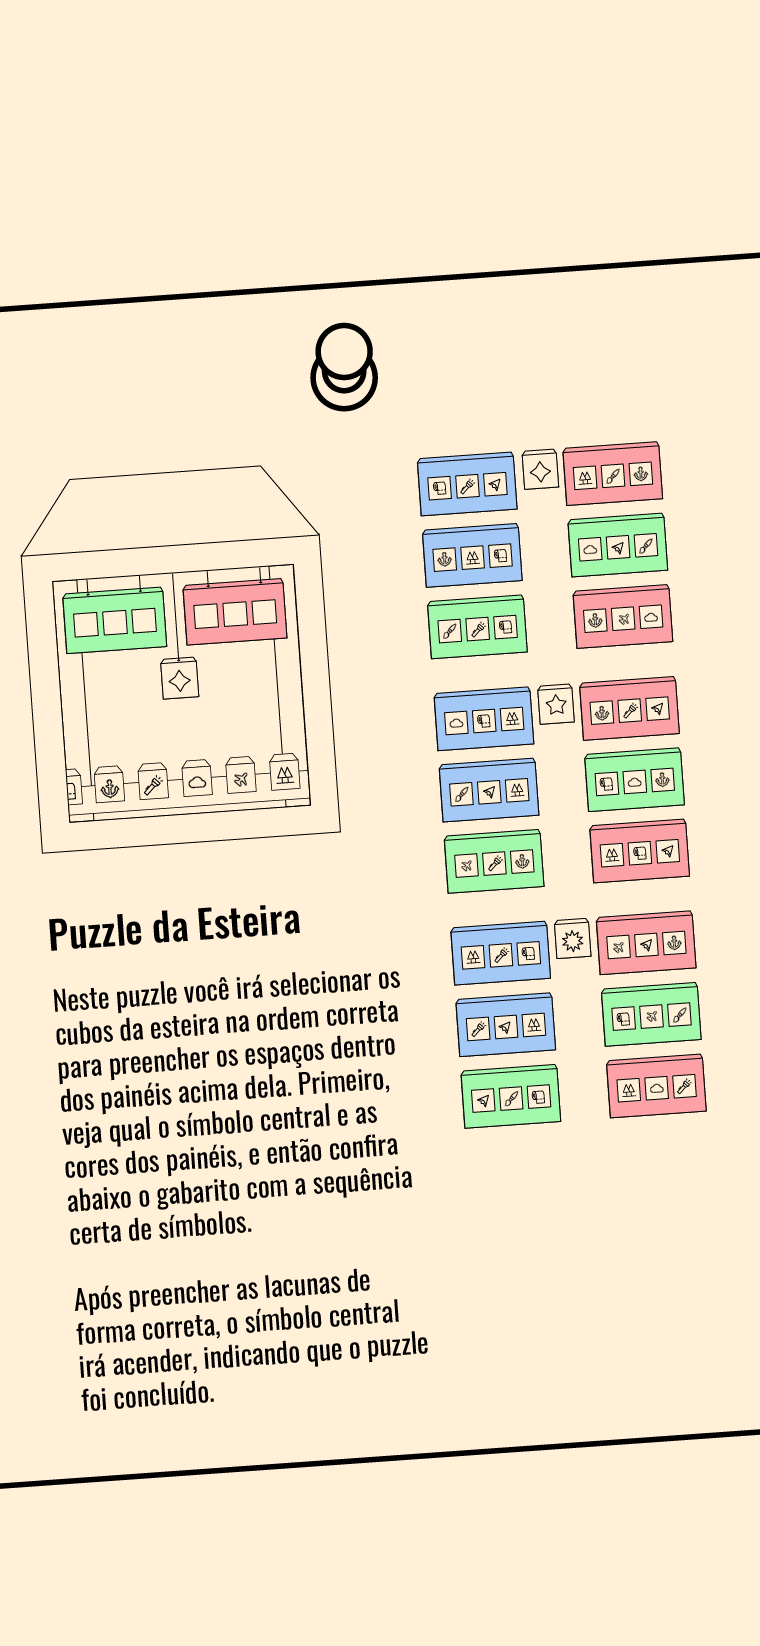 Puzzle da Esteira
Neste puzzle você irá selecionar os
cubos da esteira na ordem correta
para preencher os espaços dentro
dos painéis acima dela. Primeiro,
veja qual o símbolo central e as
cores dos painéis, e então confira
abaixo o gabarito com a sequência
certa de símbolos.
Após preencher as lacunas de
forma correta, o símbolo central
irá acender, indicando que o puzzle
foi concluído.